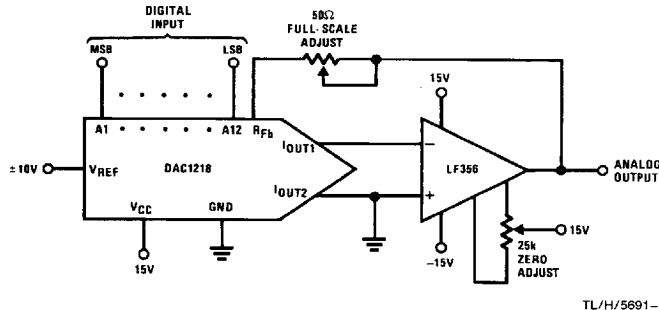 DIGITAL
INPUT
MSB
LSB
50Ω
FULL-SCALE
ADJUST
15V
A1
A12
RFb
IOUT1
±10V
VREF
DAC1218
LF356
ANALOG
OUTPUT
IOUT2
VCC
GND
15V
-15V
15V
25k
ZERO
ADJUST
TL/H/5691–